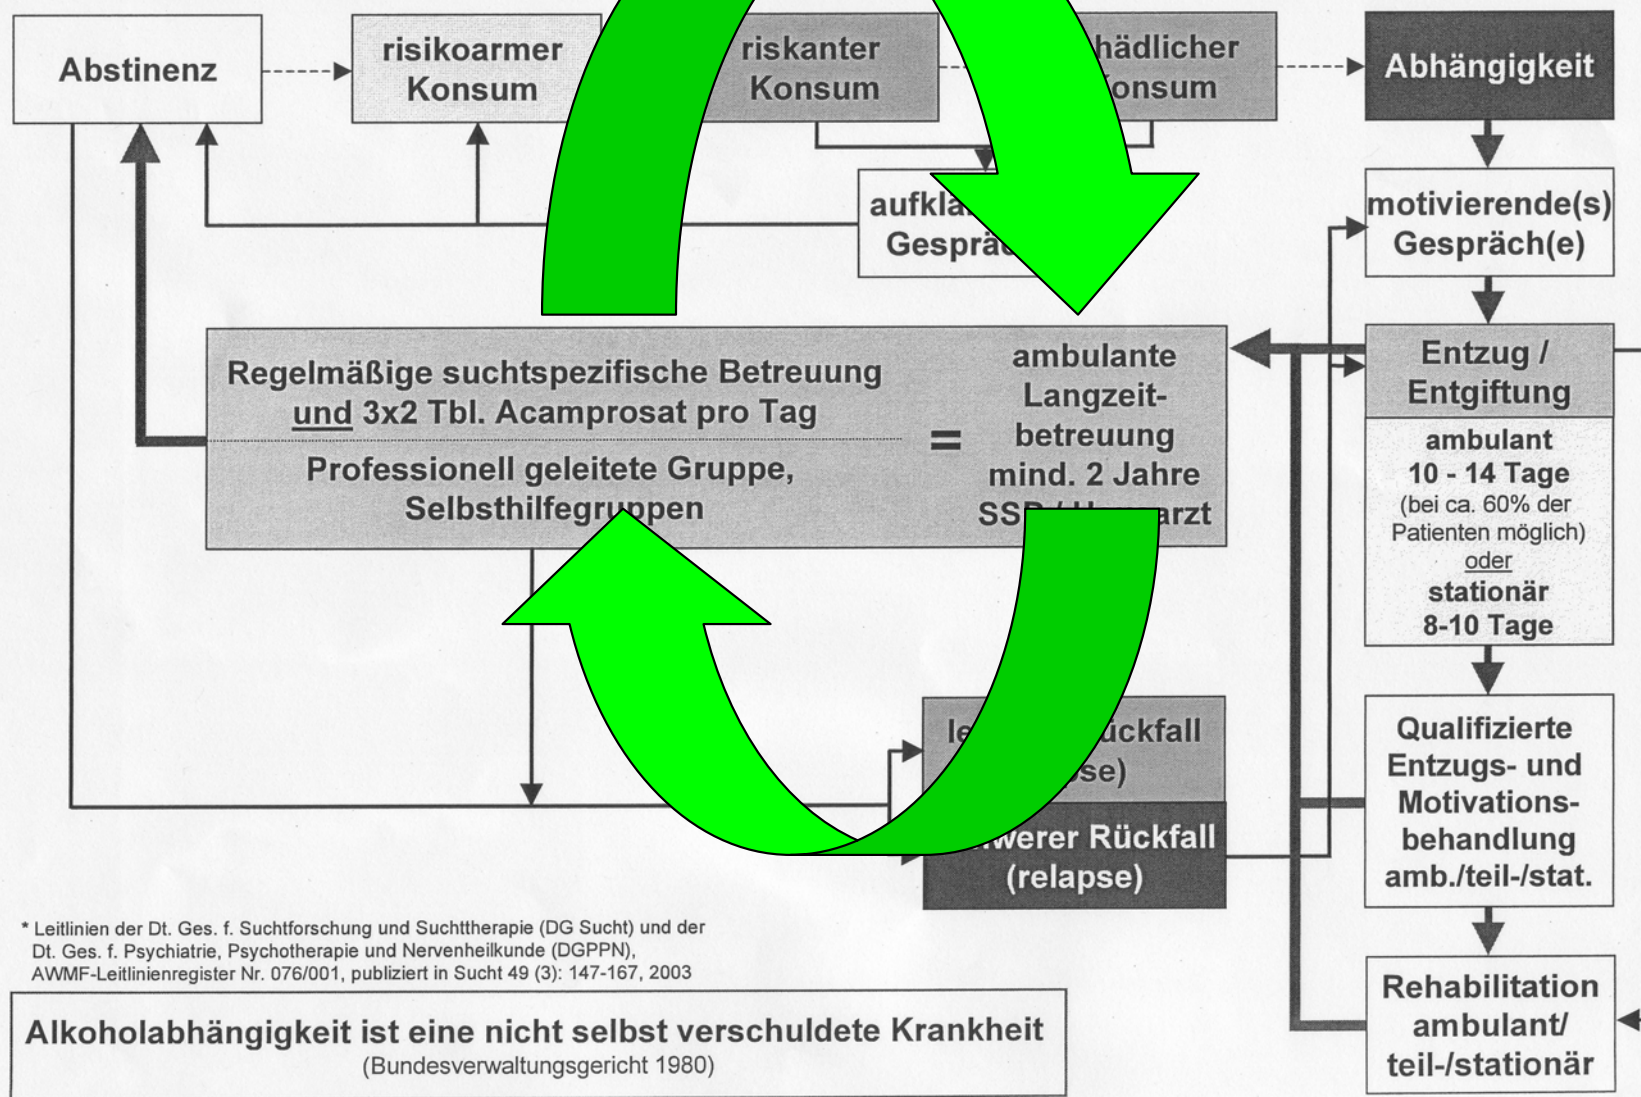 Abstinenz
risikoarmer
Konsum
riskanter
Konsum
hädlicher
onsum
Abhängigkeit
aufklä
Gesprä
motivierende(s)
Gespräch(e)
Regelmäßige suchtspezifische Betreuung
und 3x2 Tbl. Acamprosat pro Tag
Professionell geleitete Gruppe,
Selbsthilfegruppen
=
ambulante
Langzeit-
betreuung
mind. 2 Jahre
arzt
Entzug /
Entgiftung
ambulant
10 - 14 Tage
(bei ca. 60% der
Patienten möglich)
oder
stationär
8-10 Tage
le ückfall
pse)
werer Rückfall
(relapse)
Qualifizierte
Entzugs- und
Motivations-
behandlung
amb./teil-/stat.
Rehabilitation
ambulant/
teil-/stationär
* Leitlinien der Dt. Ges. f. Suchtforschung und Suchttherapie (DG Sucht) und der
Dt. Ges. f. Psychiatrie, Psychotherapie und Nervenheilkunde (DGPPN),
AWMF-Leitlinienregister Nr. 076/001, publiziert in Sucht 49 (3): 147-167, 2003
Alkoholabhängigkeit ist eine nicht selbst verschuldete Krankheit
(Bundesverwaltungsgericht 1980)